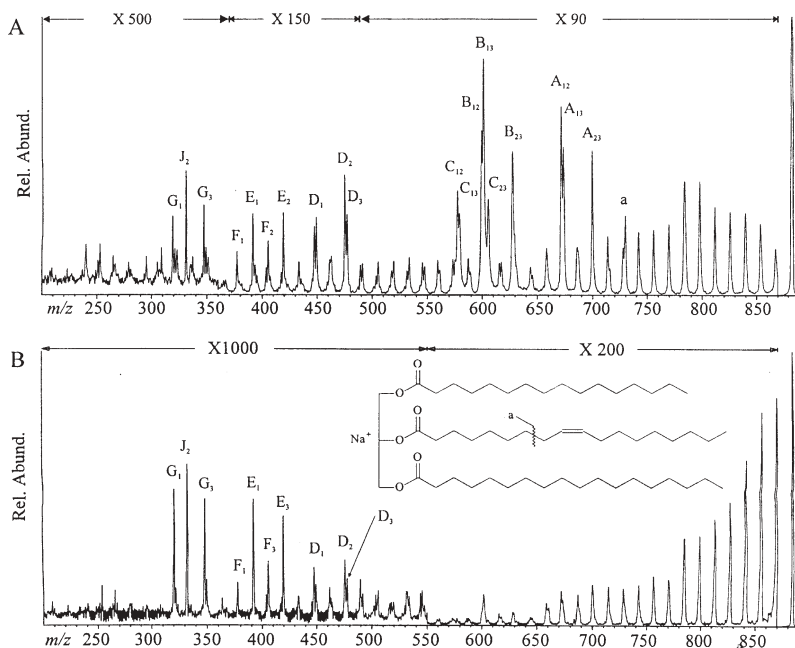 X 500 X 150 X 90
A
Rel. Abund.
B₁₃
B₁₂
A₁₂
A₁₃
J₂
B₂₃
A₂₃
D₂
C₁₂
G₁
G₃
E₁
E₂
D₁
D₃
C₁₃
C₂₃
a
F₁
F₂
m/z 250 300 350 400 450 500 550 600 650 700 750 800 850
B
X1000 X 200
Rel. Abund.
O
O
a
O
Na⁺
O
O
O
J₂
G₁
G₃
E₁
E₃
D₃
F₃
D₁
D₂
F₁
m/z 250 300 350 400 450 500 550 600 650 700 750 800 850